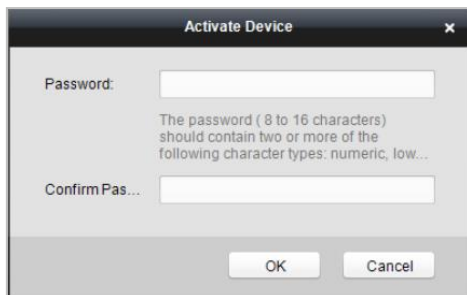 Activate Device
Password:
The password ( 8 to 16 characters)
should contain two or more of the
following character types: numeric, low...
Confirm Pas...
OK Cancel